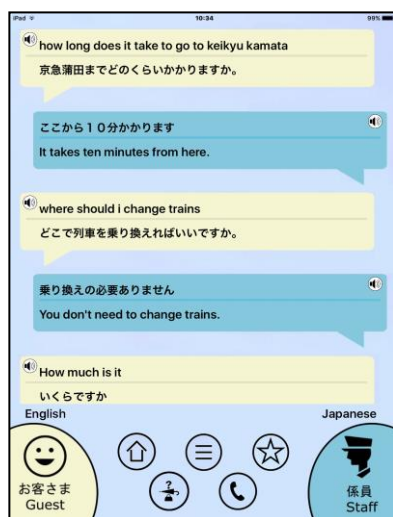 iPad
10:34
99%
how long does it take to go to keikyu kamata
京急蒲田までどのくらいかかりますか。
ここから１０分かかります
It takes ten minutes from here.
where should i change trains
どこで列車を乗り換えればいいですか。
乗り換えの必要ありません
You don't need to change trains.
How much is it
いくらですか
English
Japanese
?
お客さま
Guest
係員
Staff